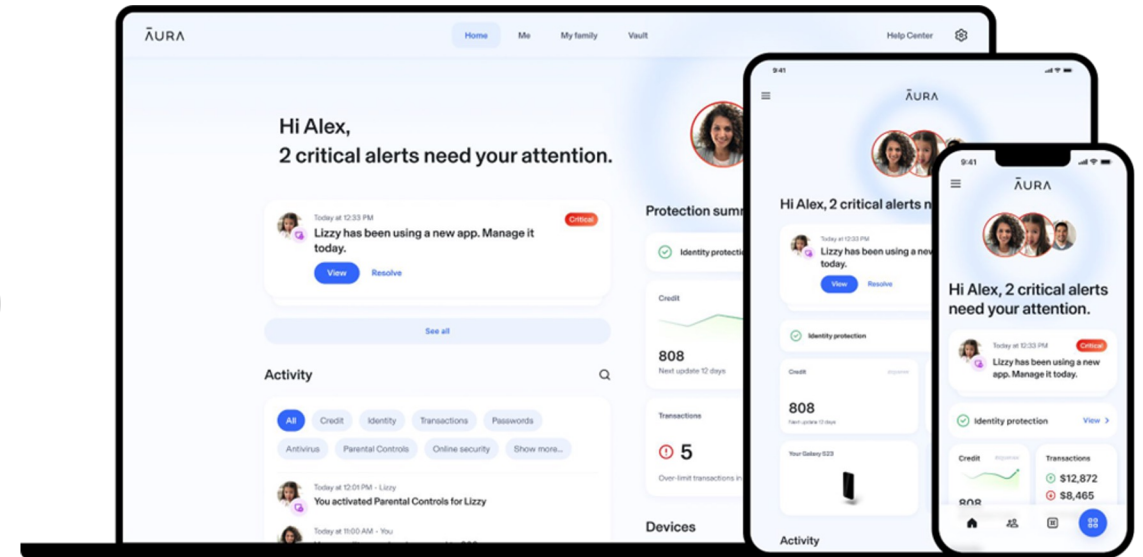 ĀURA
Home
Me
My family
Vault
Help Center
Hi Alex,
2 critical alerts need your attention.
Today at 12:33 PM
Critical
Lizzy has been using a new app. Manage it
today.
View
Resolve
See all
Activity
All
Credit
Identity
Transactions
Passwords
Antivirus
Parental Controls
Online security
Show more...
Today at 12:01 PM - Lizzy
You activated Parental Controls for Lizzy
Today at 11:00 AM - You
Protection summ
Identity protectio
Credit
808
Next update 12 days
Transactions
5
Over-limit transactions in
Devices
9:41
ĀURA
Hi Alex, 2 critical alerts n
Today at 12:33 PM
Lizzy has been using a new
today.
View
Resolve
Identity protection
Credit
808
Next update 12 days
Your Galaxy S23
Activity
9:41
ĀURA
Hi Alex, 2 critical alerts
need your attention.
Today at 12:33 PM
Critical
Lizzy has been using a new
app. Manage it today.
Identity protection
View
Credit
808
Transactions
$12,872
$8,465